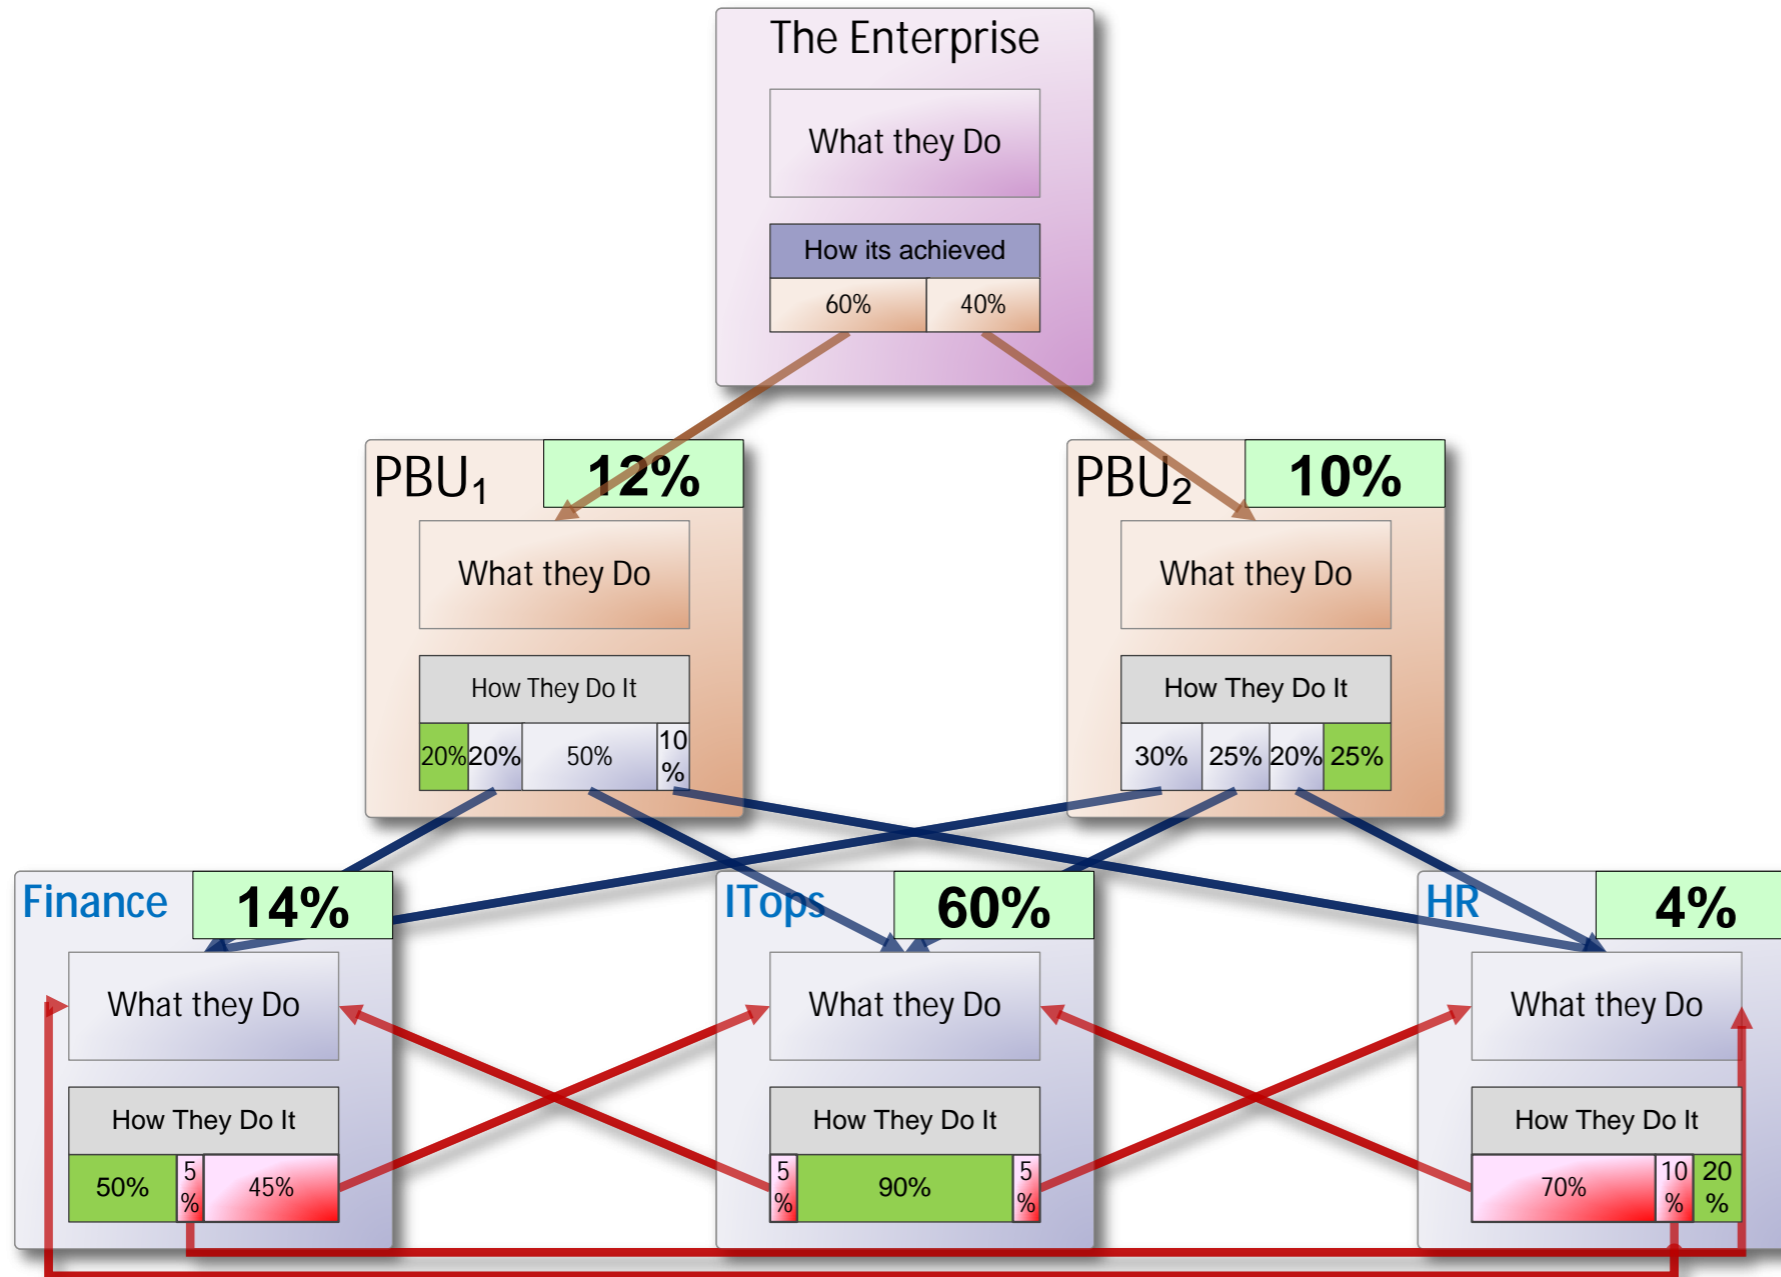 The Enterprise
What they Do
How its achieved
60% 40%
PBU1 12%
What they Do
How They Do It
20% 20% 50% 10
%
PBU2 10%
What they Do
How They Do It
30% 25% 20% 25%
Finance 14%
What they Do
How They Do It
50% 5
% 45%
ITops 60%
What they Do
How They Do It
5
% 90% 5
%
HR 4%
What they Do
How They Do It
70% 10
% 20
%